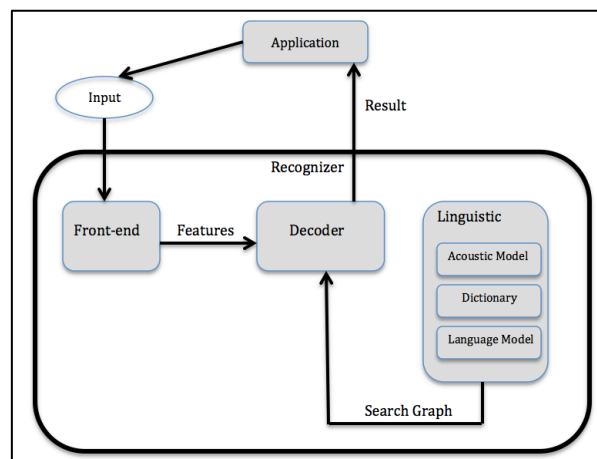 Application
Input
Result
Recognizer
Front-end
Features
Decoder
Linguistic
Acoustic Model
Dictionary
Language Model
Search Graph